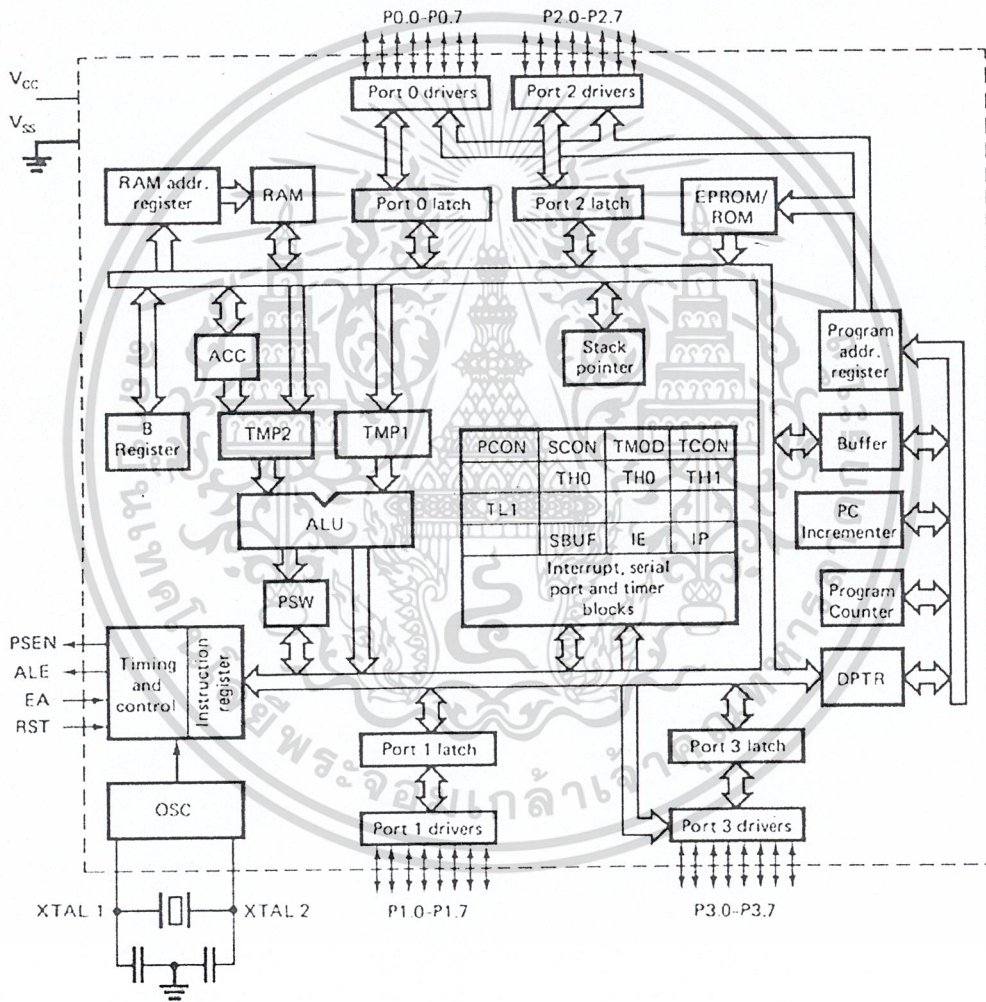 P0.0-P0.7
P2.0-P2.7
VCC
VSS
Port 0 drivers
Port 2 drivers
RAM addr.
register
RAM
Port 0 latch
Port 2 latch
EPROM/
ROM
ACC
Stack
pointer
Program
addr.
register
B
Register
TMP2
TMP1
Buffer
PCON SCON TMOD TCON
TH0 TH0 TH1
TL1
SBUF IE IP
Interrupt, serial
port and timer
blocks
ALU
PC
Incrementer
PSW
Program
Counter
PSEN
ALE
EA
RST
Timing
and
control
Instruction
register
DPTR
Port 1 latch
Port 3 latch
OSC
Port 1 drivers
Port 3 drivers
XTAL 1
XTAL 2
P1.0-P1.7
P3.0-P3.7